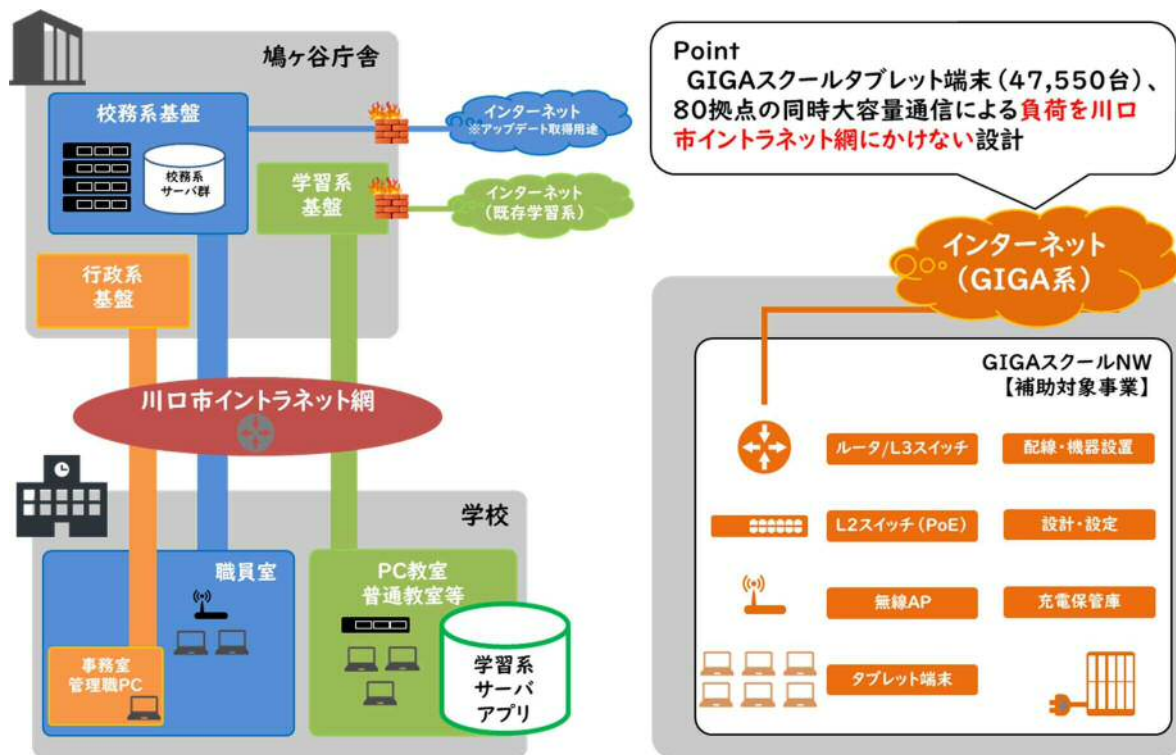 鳩ヶ谷庁舎
校務系基盤
校務系
サーバ群
インターネット
※アップデート取得用途
学習系
基盤
インターネット
(既存学習系)
行政系
基盤
川口市イントラネット網
学校
職員室
事務室
管理職PC
PC教室
普通教室等
学習系
サーバ
アプリ
Point
GIGAスクールタブレット端末(47,550台)、
80拠点の同時大容量通信による負荷を川口
市イントラネット網にかけない設計
インターネット
(GIGA系)
GIGAスクールNW
【補助対象事業】
ルータ/L3スイッチ
配線・機器設置
L2スイッチ(PoE)
設計・設定
無線AP
充電保管庫
タブレット端末